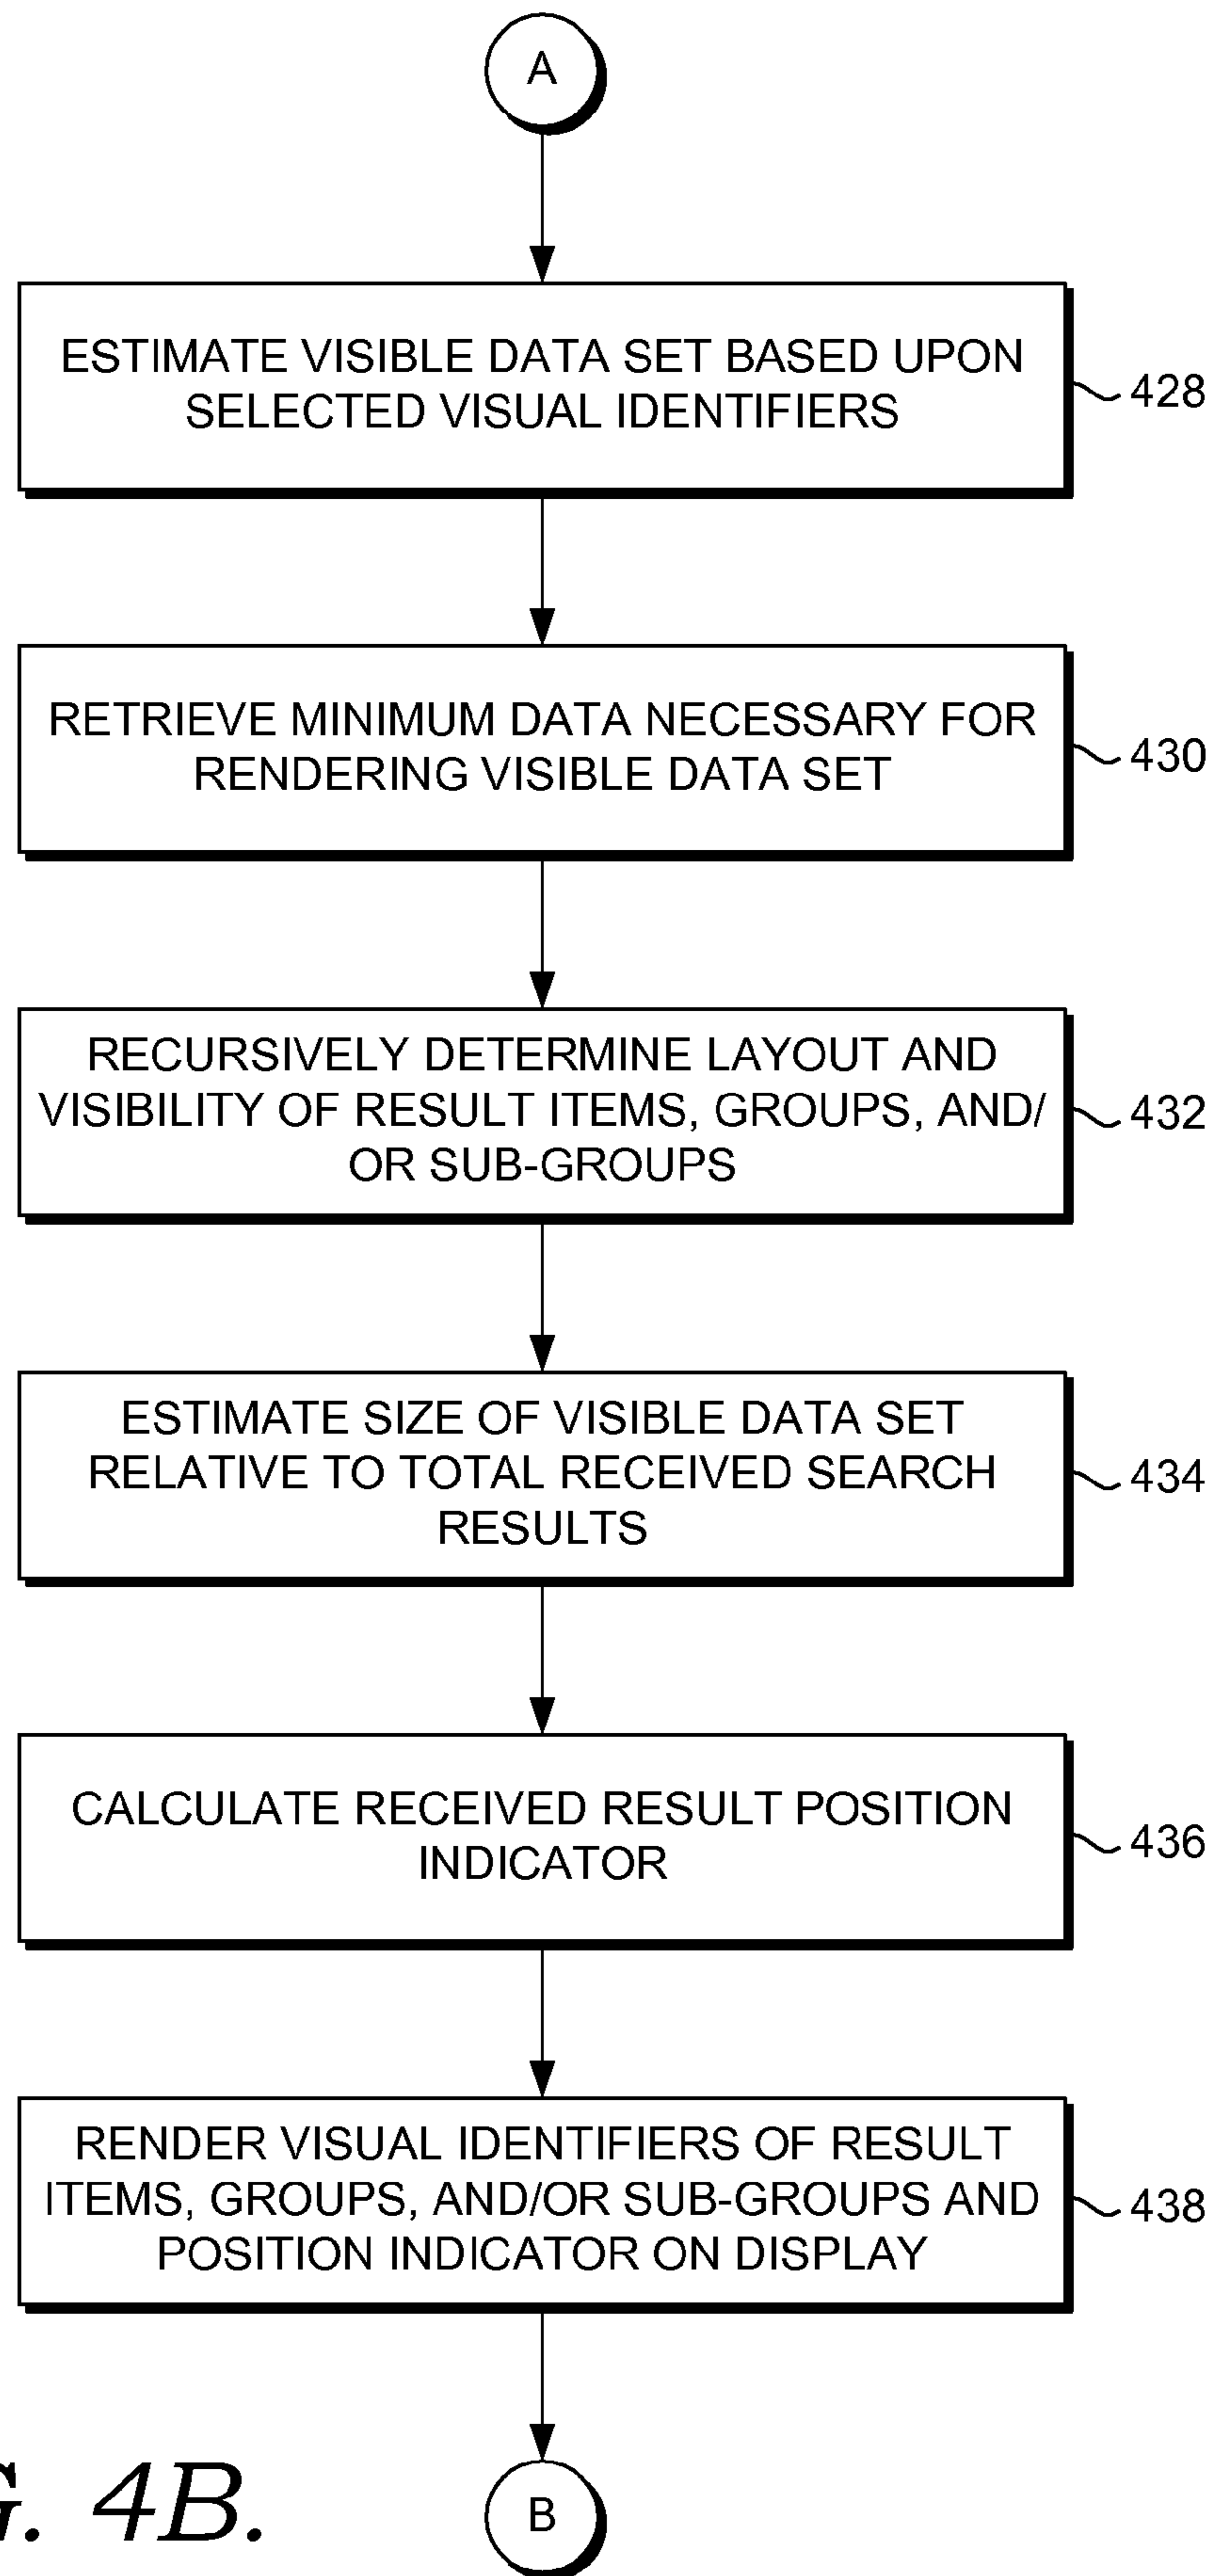 A
ESTIMATE VISIBLE DATA SET BASED UPON
SELECTED VISUAL IDENTIFIERS
428
RETRIEVE MINIMUM DATA NECESSARY FOR
RENDERING VISIBLE DATA SET
430
RECURSIVELY DETERMINE LAYOUT AND
VISIBILITY OF RESULT ITEMS, GROUPS, AND/
OR SUB-GROUPS
432
ESTIMATE SIZE OF VISIBLE DATA SET
RELATIVE TO TOTAL RECEIVED SEARCH
RESULTS
434
CALCULATE RECEIVED RESULT POSITION
INDICATOR
436
RENDER VISUAL IDENTIFIERS OF RESULT
ITEMS, GROUPS, AND/OR SUB-GROUPS AND
POSITION INDICATOR ON DISPLAY
438
G. 4B.
B